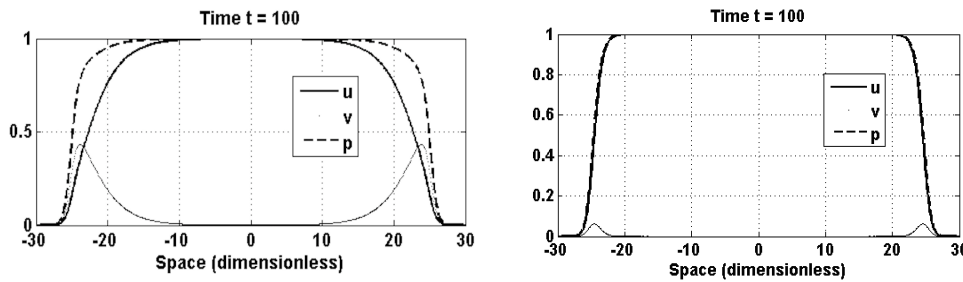 Time t = 100
1
0.5
0
-30 -20 -10 0 10 20 30
Space (dimensionless)
u
v
p
Time t = 100
1
0.8
0.6
0.4
0.2
0
-30 -20 -10 0 10 20 30
Space (dimensionless)
u
v
p